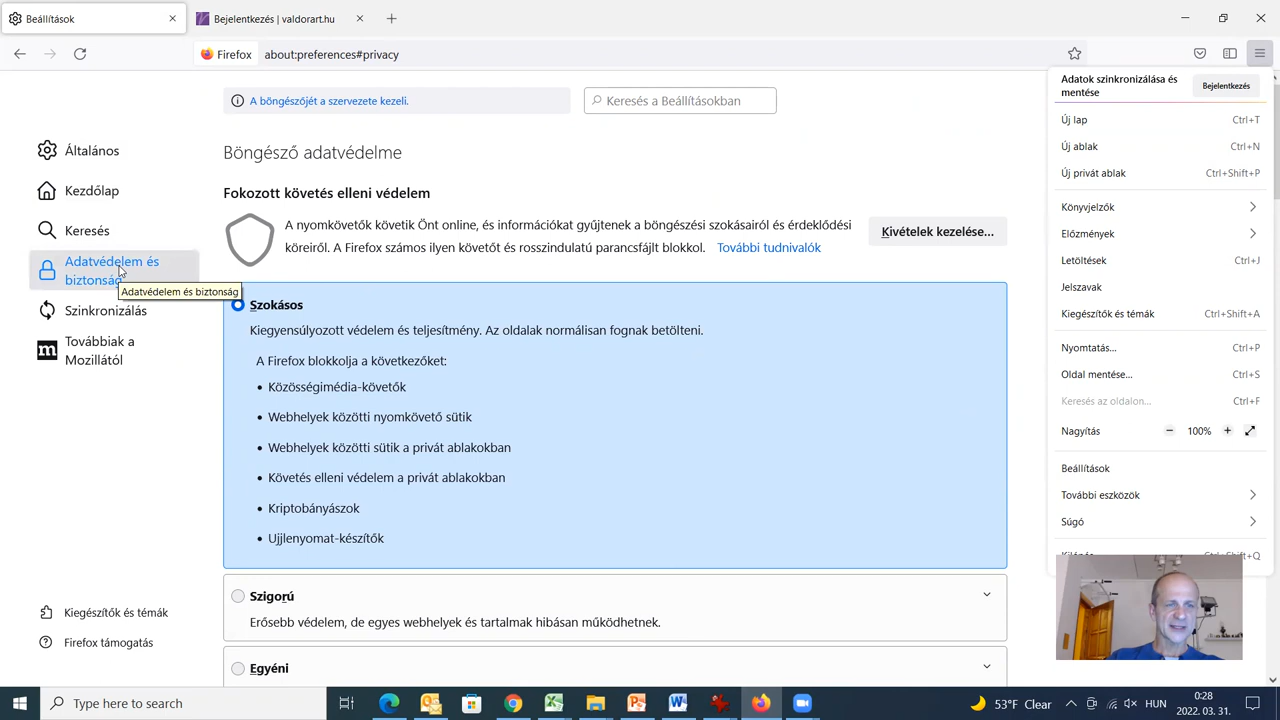 Beállítások
Bejelentkezés | valdorart.hu
Firefox
about:preferences#privacy
A böngészőjét a szervezete kezeli.
Keresés a Beállításokban
Általános
Kezdőlap
Keresés
Adatvédelem és
biztonság
Adatvédelem és biztonság
Szinkronizálás
Továbbiak a
Mozillától
Kiegészítők és témák
Firefox támogatás
Böngésző adatvédelme
Fokozott követés elleni védelem
A nyomkövetők követik Önt online, és információkat gyűjtenek a böngészési szokásairól és érdeklődési
köreiről. A Firefox számos ilyen követőt és rosszindulatú parancsfájlt blokkol. További tudnivalók
Kivételek kezelése...
Szokásos
Kiegyensúlyozott védelem és teljesítmény. Az oldalak normálisan fognak betölteni.
A Firefox blokkolja a következőket:
• Közösségimédia-követők
• Webhelyek közötti nyomkövető sütik
• Webhelyek közötti sütik a privát ablakokban
• Követés elleni védelem a privát ablakokban
• Kriptobányászok
• Ujjlenyomat-készítők
Szigorú
Erősebb védelem, de egyes webhelyek és tartalmak hibásan működhetnek.
Egyéni
Adatok szinkronizálása és
mentése
Bejelentkezés
Új lap Ctrl+T
Új ablak Ctrl+N
Új privát ablak Ctrl+Shift+P
Könyvjelzők
Előzmények
Letöltések Ctrl+J
Jelszavak
Kiegészítők és témák Ctrl+Shift+A
Nyomtatás... Ctrl+P
Oldal mentése... Ctrl+S
Keresés az oldalon... Ctrl+F
Nagyítás − 100% +
Beállítások
További eszközök
Súgó
Kilépés Ctrl+Shift+Q
Type here to search
53°F Clear
HUN
0:28
2022. 03. 31.